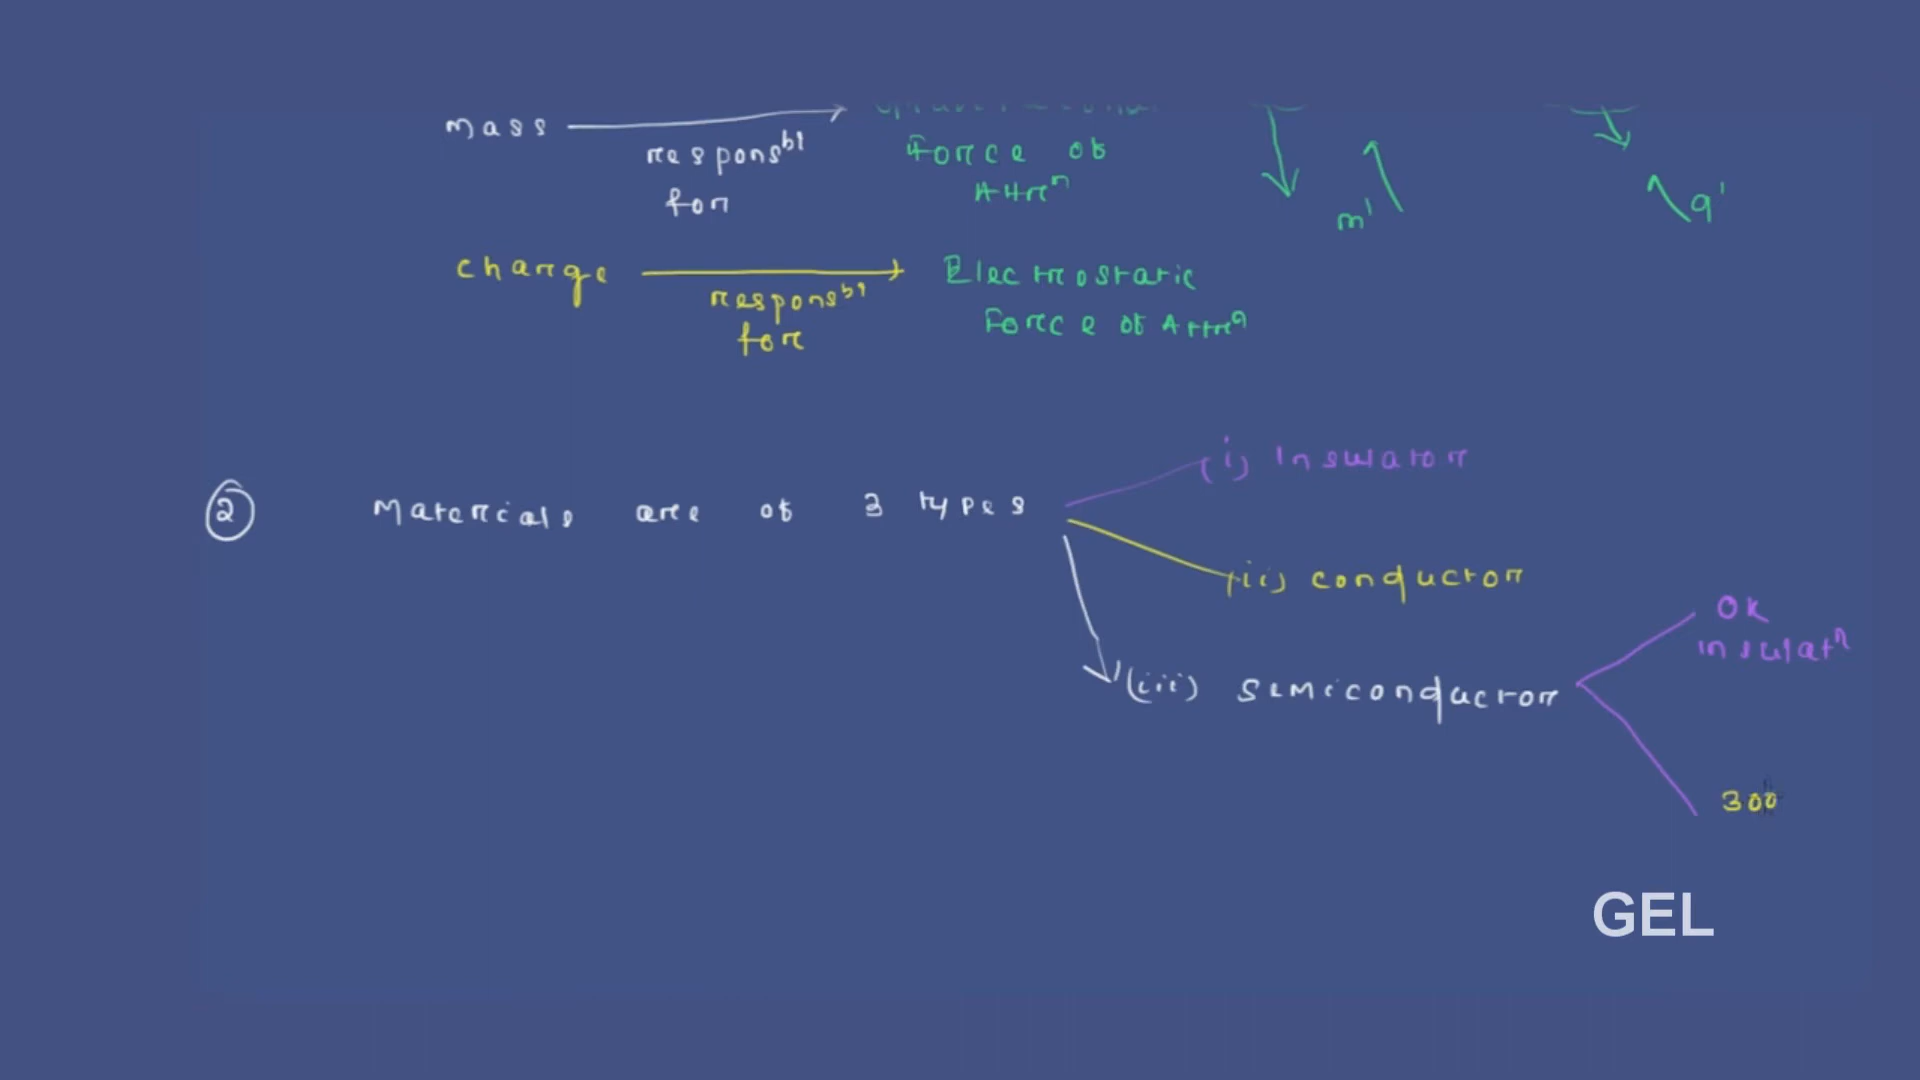 mass
responsbl
for
Force of
Attrn
m'
q'
charge
responsbl
for
Electrostatic
Force of Attrn
2 Materials are of 3 types
(i) Insulator
(ii) conductor
(iii) semiconductor
0K
insulatn
300
GEL